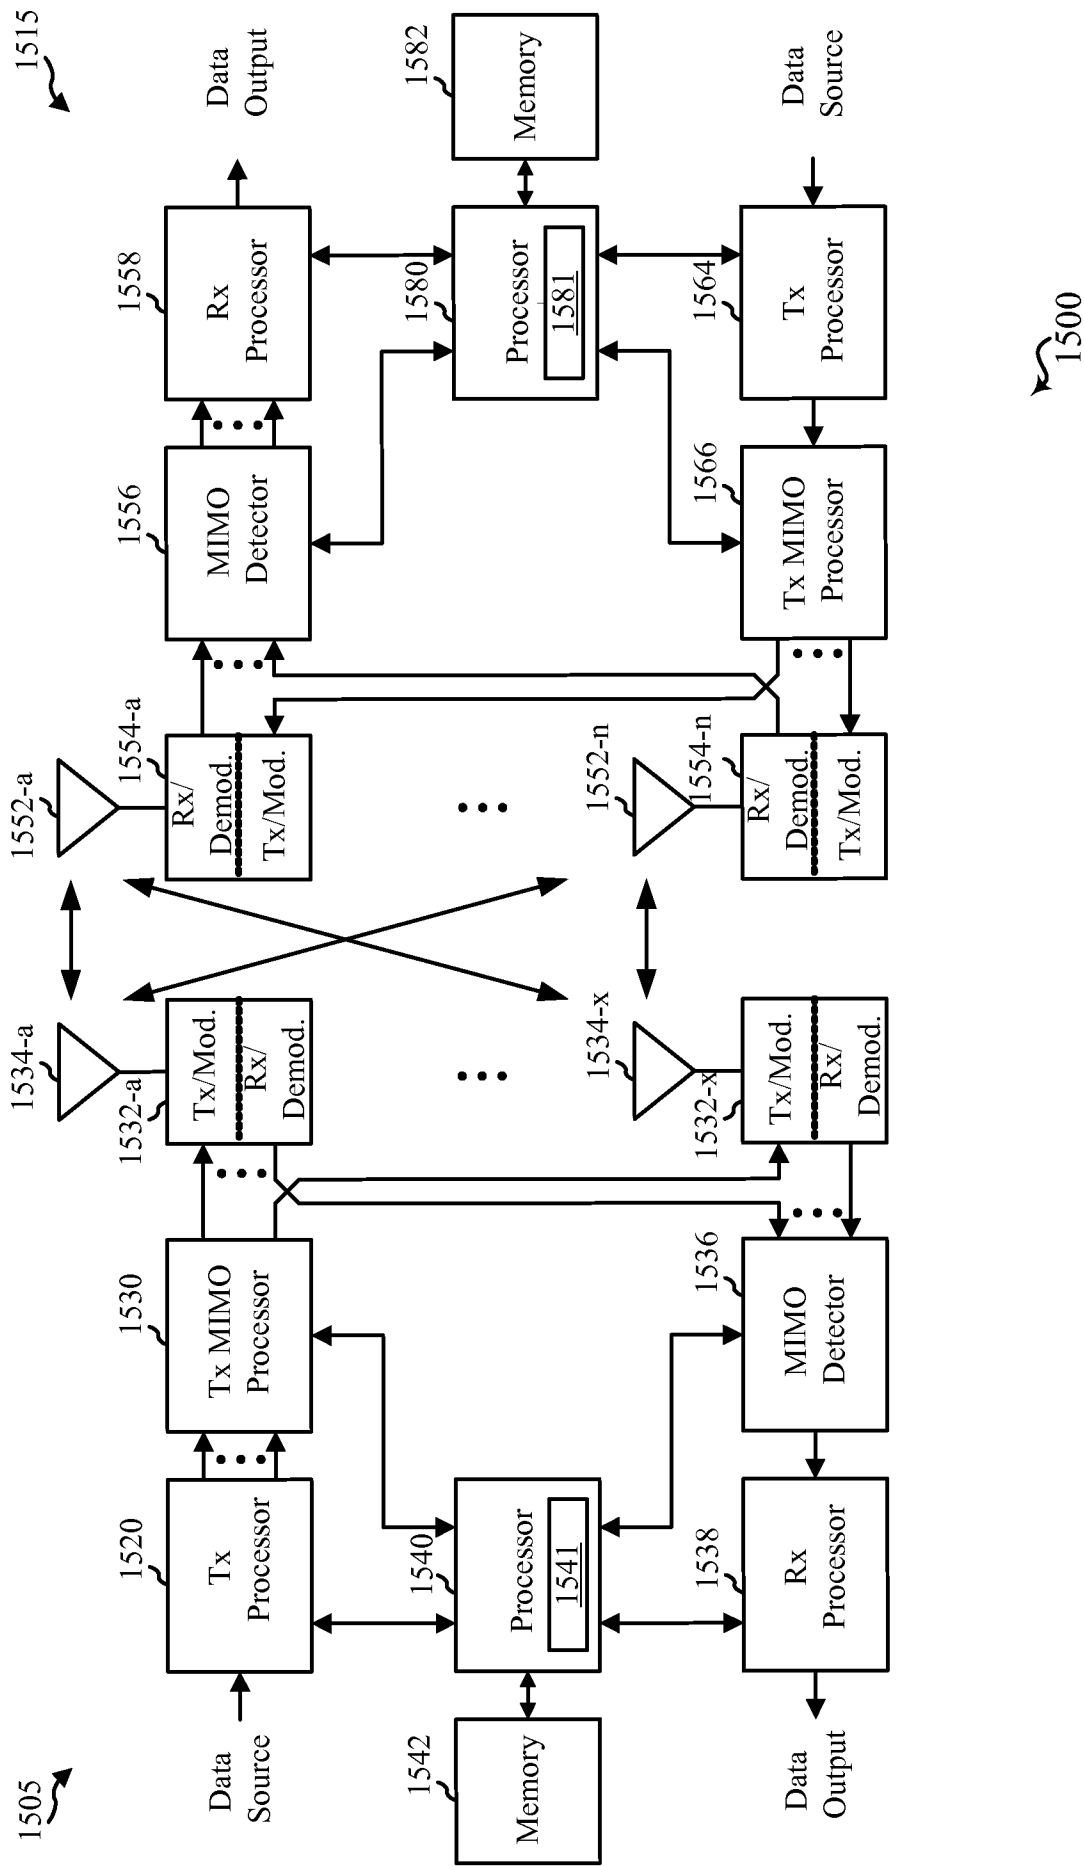 1505
1515
1534-a
1552-a
1520
1530
1532-a
1554-a
1556
1558
Data
Source
Tx
Processor
Tx MIMO
Processor
Tx/Mod.
Rx/
Demod.
Rx/
Demod.
Tx/Mod.
MIMO
Detector
Rx
Processor
Data
Output
1542
1540
1580
1582
Memory
Processor
1541
Processor
1581
Memory
1534-x
1552-n
1538
1536
1532-x
1554-n
1566
1564
Data
Output
Rx
Processor
MIMO
Detector
Tx/Mod.
Rx/
Demod.
Rx/
Demod.
Tx/Mod.
Tx MIMO
Processor
Tx
Processor
Data
Source
1500